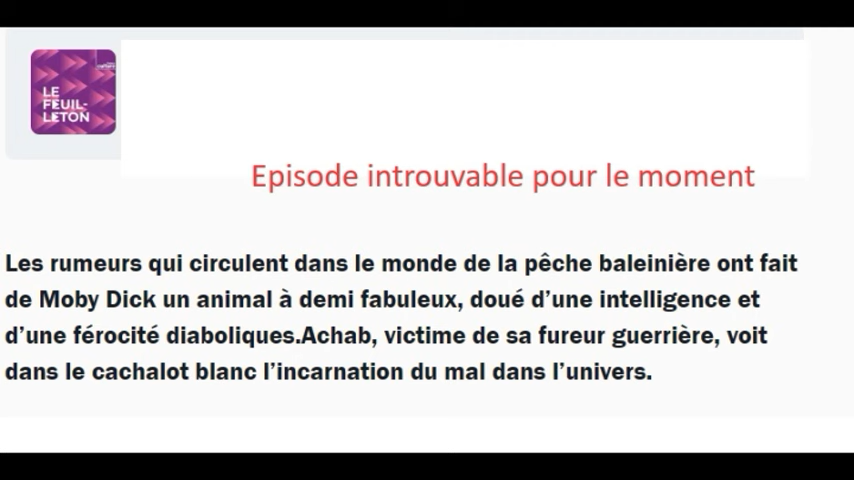 LE
FEUIL-
LETON
Episode introuvable pour le moment
Les rumeurs qui circulent dans le monde de la pêche baleinière ont fait
de Moby Dick un animal à demi fabuleux, doué d’une intelligence et
d’une férocité diaboliques.Achab, victime de sa fureur guerrière, voit
dans le cachalot blanc l’incarnation du mal dans l’univers.